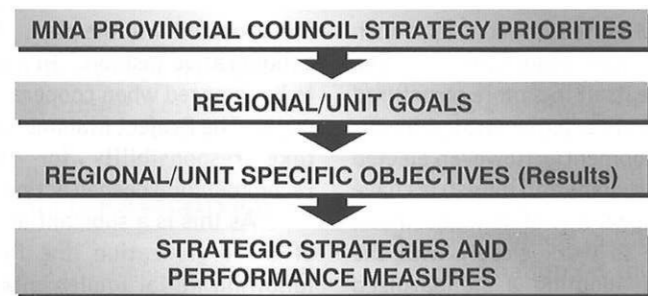 MNA PROVINCIAL COUNCIL STRATEGY PRIORITIES
REGIONAL/UNIT GOALS
REGIONAL/UNIT SPECIFIC OBJECTIVES (Results)
STRATEGIC STRATEGIES AND
PERFORMANCE MEASURES